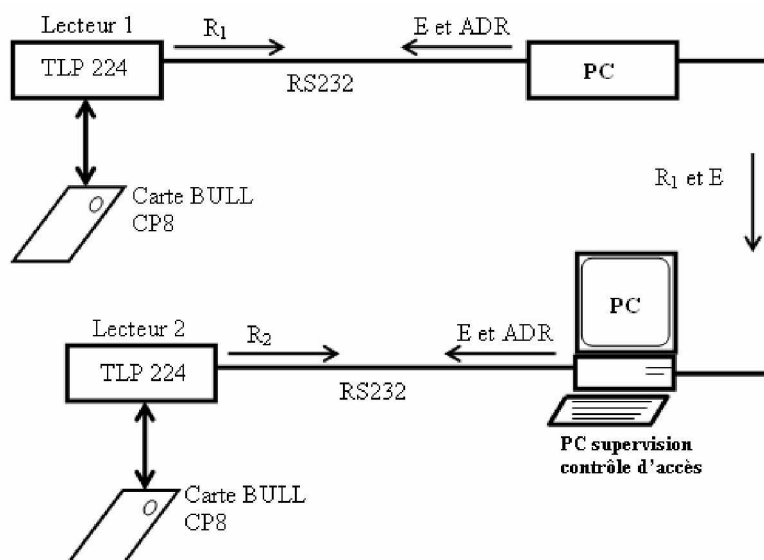 Lecteur 1
R1
E et ADR
TLP 224
RS232
PC
Carte BULL
CP8
R1 et E
PC
Lecteur 2
R2
E et ADR
TLP 224
RS232
PC supervision
contrôle d'accès
Carte BULL
CP8